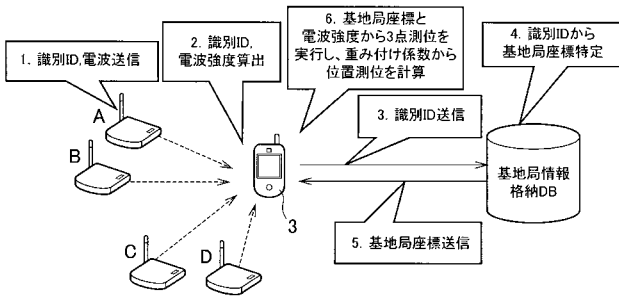 1. 識別ID,電波送信
2. 識別ID,
電波強度算出
6. 基地局座標と
電波強度から3点測位を
実行し、重み付け係数から
位置測位を計算
4. 識別IDから
基地局座標特定
3. 識別ID送信
A
B
C
D
3
基地局情報
格納DB
5. 基地局座標送信